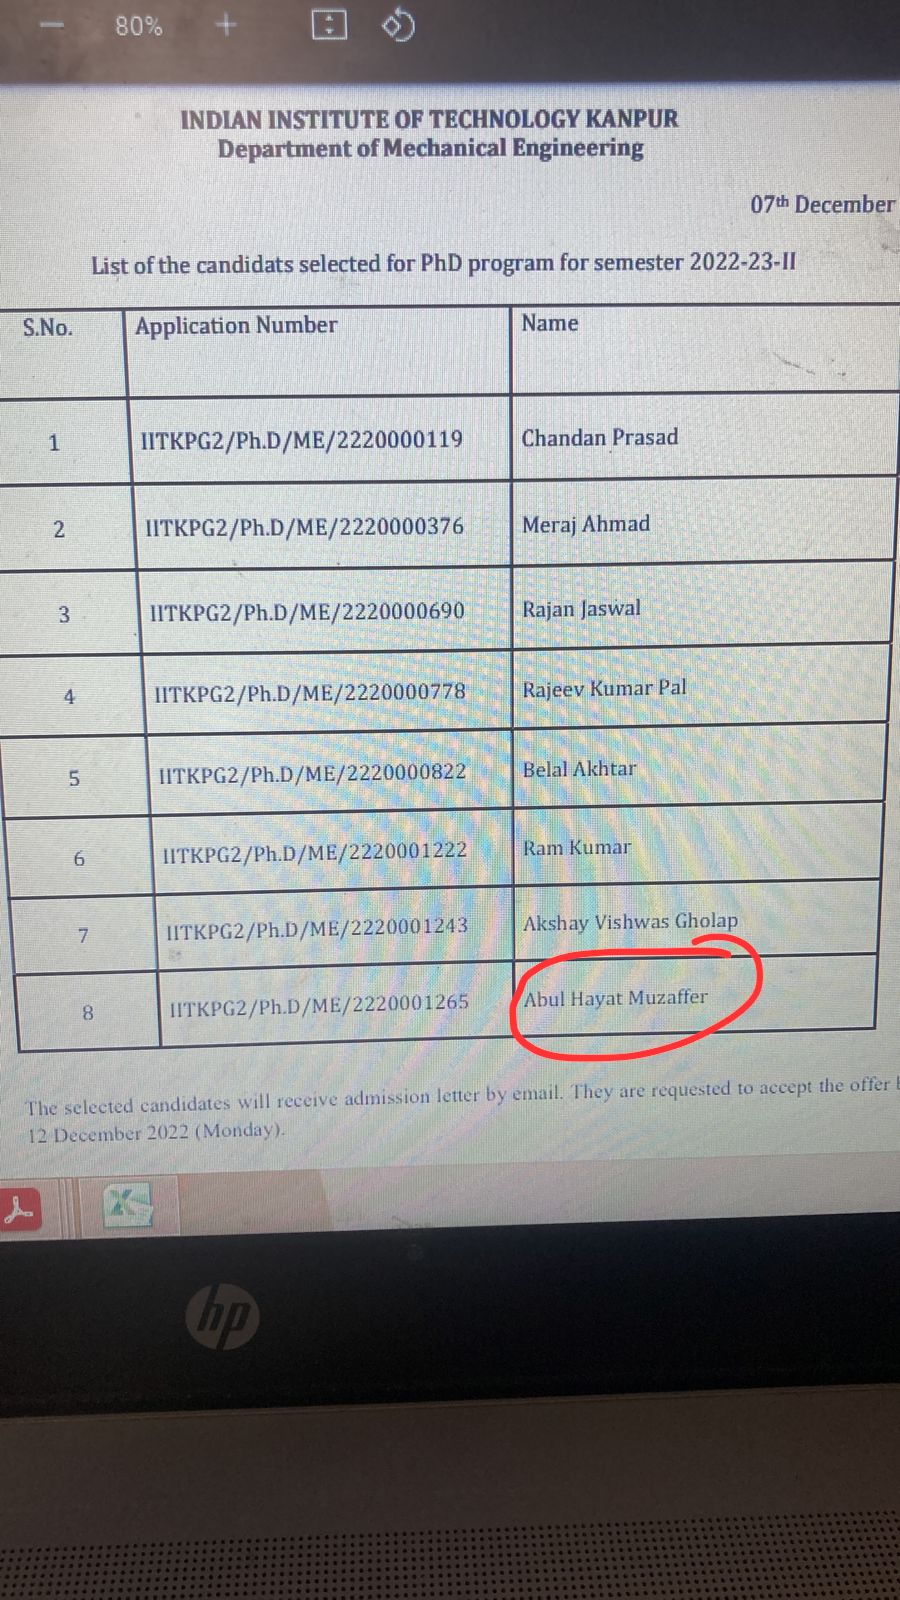 80%
INDIAN INSTITUTE OF TECHNOLOGY KANPUR
Department of Mechanical Engineering
07th December
List of the candidats selected for PhD program for semester 2022-23-II
S.No. Application Number Name
1 IITKPG2/Ph.D/ME/2220000119 Chandan Prasad
2 IITKPG2/Ph.D/ME/2220000376 Meraj Ahmad
3 IITKPG2/Ph.D/ME/2220000690 Rajan Jaswal
4 IITKPG2/Ph.D/ME/2220000778 Rajeev Kumar Pal
5 IITKPG2/Ph.D/ME/2220000822 Belal Akhtar
6 IITKPG2/Ph.D/ME/2220001222 Ram Kumar
7 IITKPG2/Ph.D/ME/2220001243 Akshay Vishwas Gholap
8 IITKPG2/Ph.D/ME/2220001265 Abul Hayat Muzaffer
The selected candidates will receive admission letter by email. They are requested to accept the offer
12 December 2022 (Monday).
hp